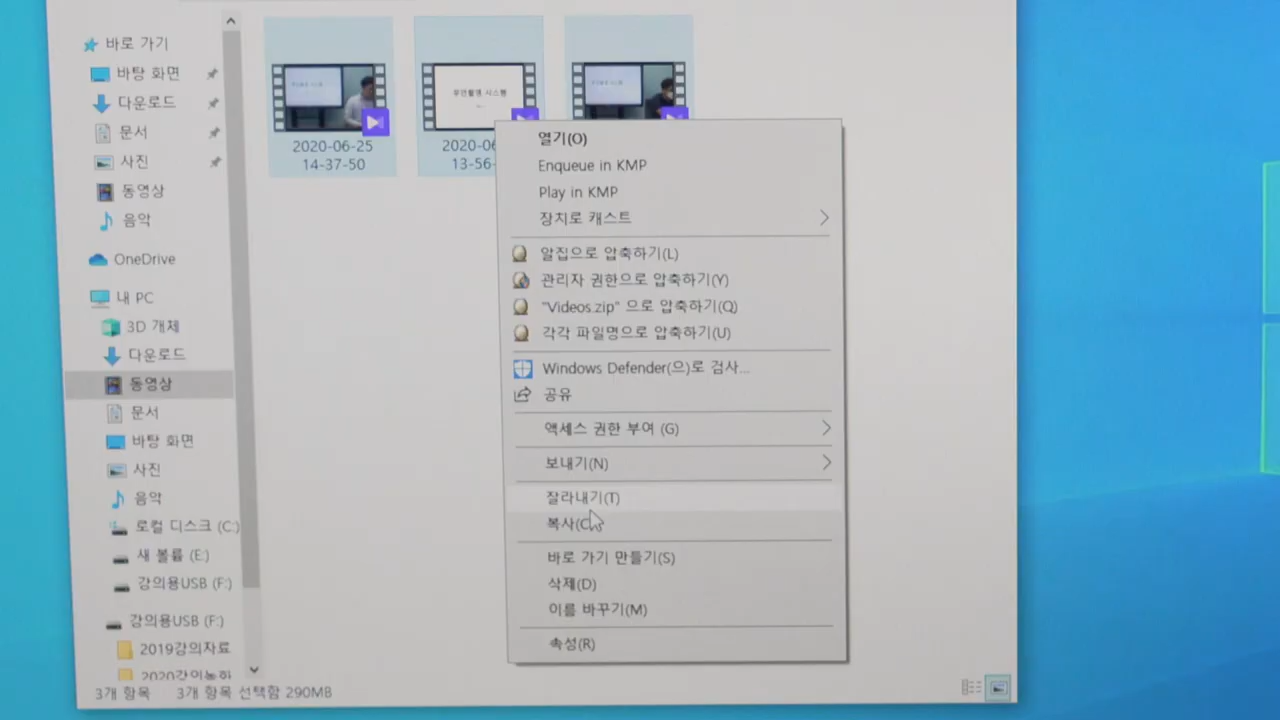 바로 가기
바탕 화면
다운로드
문서
사진
동영상
음악
OneDrive
내 PC
3D 개체
다운로드
동영상
문서
바탕 화면
사진
음악
로컬 디스크 (C:)
새 볼륨 (E:)
강의용USB (F:)
강의용USB (F:)
2019강의자료
3개 항목 3개 항목 선택함 290MB
무인촬영 시스템
2020-06-25
14-37-50
2020-06
13-56-
열기(O)
Enqueue in KMP
Play in KMP
장치로 캐스트
알집으로 압축하기(L)
관리자 권한으로 압축하기(Y)
"Videos.zip" 으로 압축하기(Q)
각각 파일명으로 압축하기(U)
Windows Defender(으)로 검사...
공유
액세스 권한 부여 (G)
보내기(N)
잘라내기(T)
복사(C)
바로 가기 만들기(S)
삭제(D)
이름 바꾸기(M)
속성(R)